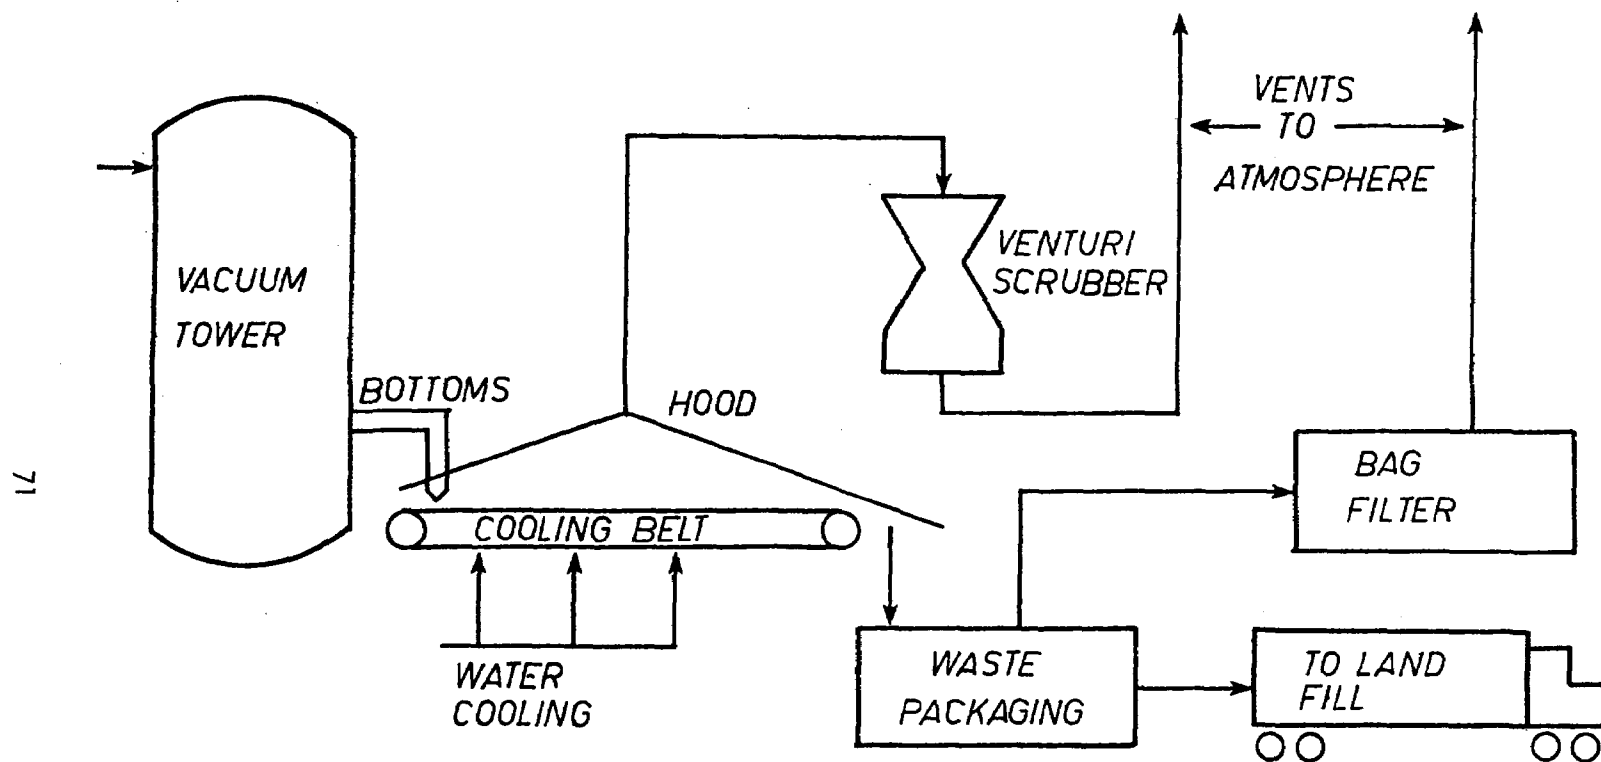 VENTS
TO
ATMOSPHERE
VENTURI
SCRUBBER
VACUUM
TOWER
BOTTOMS
HOOD
BAG
FILTER
COOLING BELT
WATER
COOLING
WASTE
PACKAGING
TO LAND
FILL
71